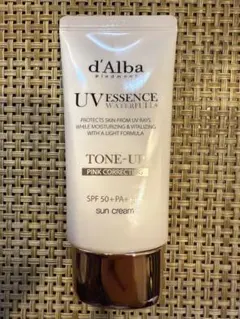 d'Alba
Piedmont
UV ESSENCE
WATERFULL
PROTECTS SKIN FROM UV RAYS
WHILE MOISTURIZING & VITALIZING
WITH A LIGHT FORMULA
TONE-UP
PINK CORRECTING
SPF 50+PA+
sun cream